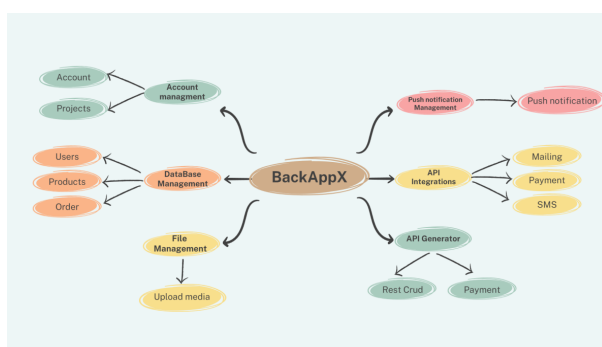 Account
Account
managment
Projects
Users
DataBase
Management
Products
Order
File
Management
Upload media
BackAppX
Push notification
Management
Push notification
API
Integrations
Mailing
Payment
SMS
API Generator
Rest Crud
Payment